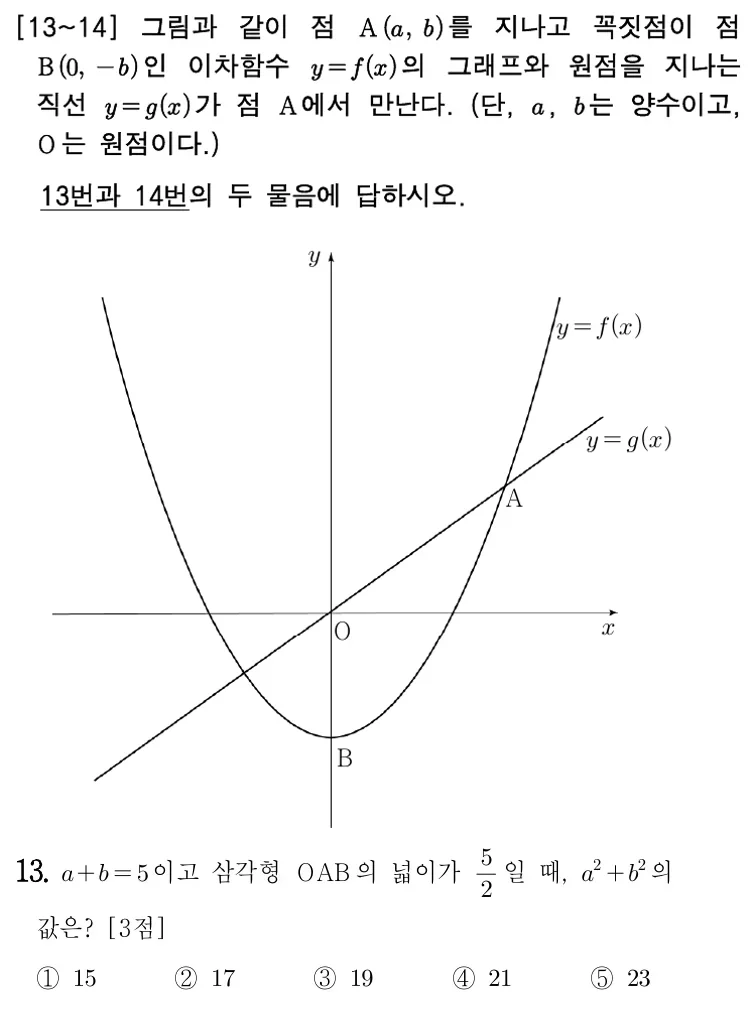 [13~14] 그림과 같이 점 A(a, b)를 지나고 꼭짓점이 점
B(0, −b)인 이차함수 y=f(x)의 그래프와 원점을 지나는
직선 y=g(x)가 점 A에서 만난다. (단, a, b는 양수이고,
O는 원점이다.)
13번과 14번의 두 물음에 답하시오.
y
y=f(x)
y=g(x)
A
O
x
B
13. a+b=5이고 삼각형 OAB의 넓이가 5/2 일 때, a²+b²의
값은? [3점]
① 15 ② 17 ③ 19 ④ 21 ⑤ 23